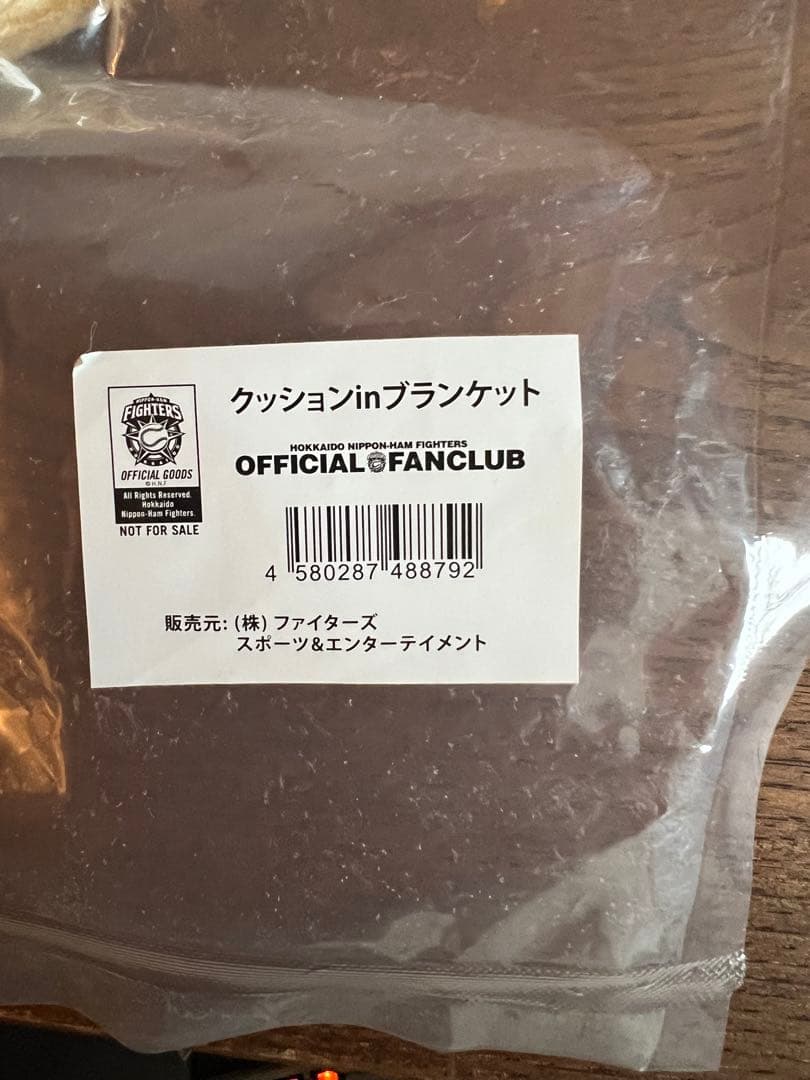 NIPPON-HAM
FIGHTERS
OFFICIAL GOODS
© H.N.F
All Rights Reserved.
Hokkaido
Nippon-Ham Fighters.
NOT FOR SALE
クッションinブランケット
HOKKAIDO NIPPON-HAM FIGHTERS
OFFICIAL FANCLUB
4 580287 488792
販売元: (株) ファイターズ
スポーツ&エンターテイメント